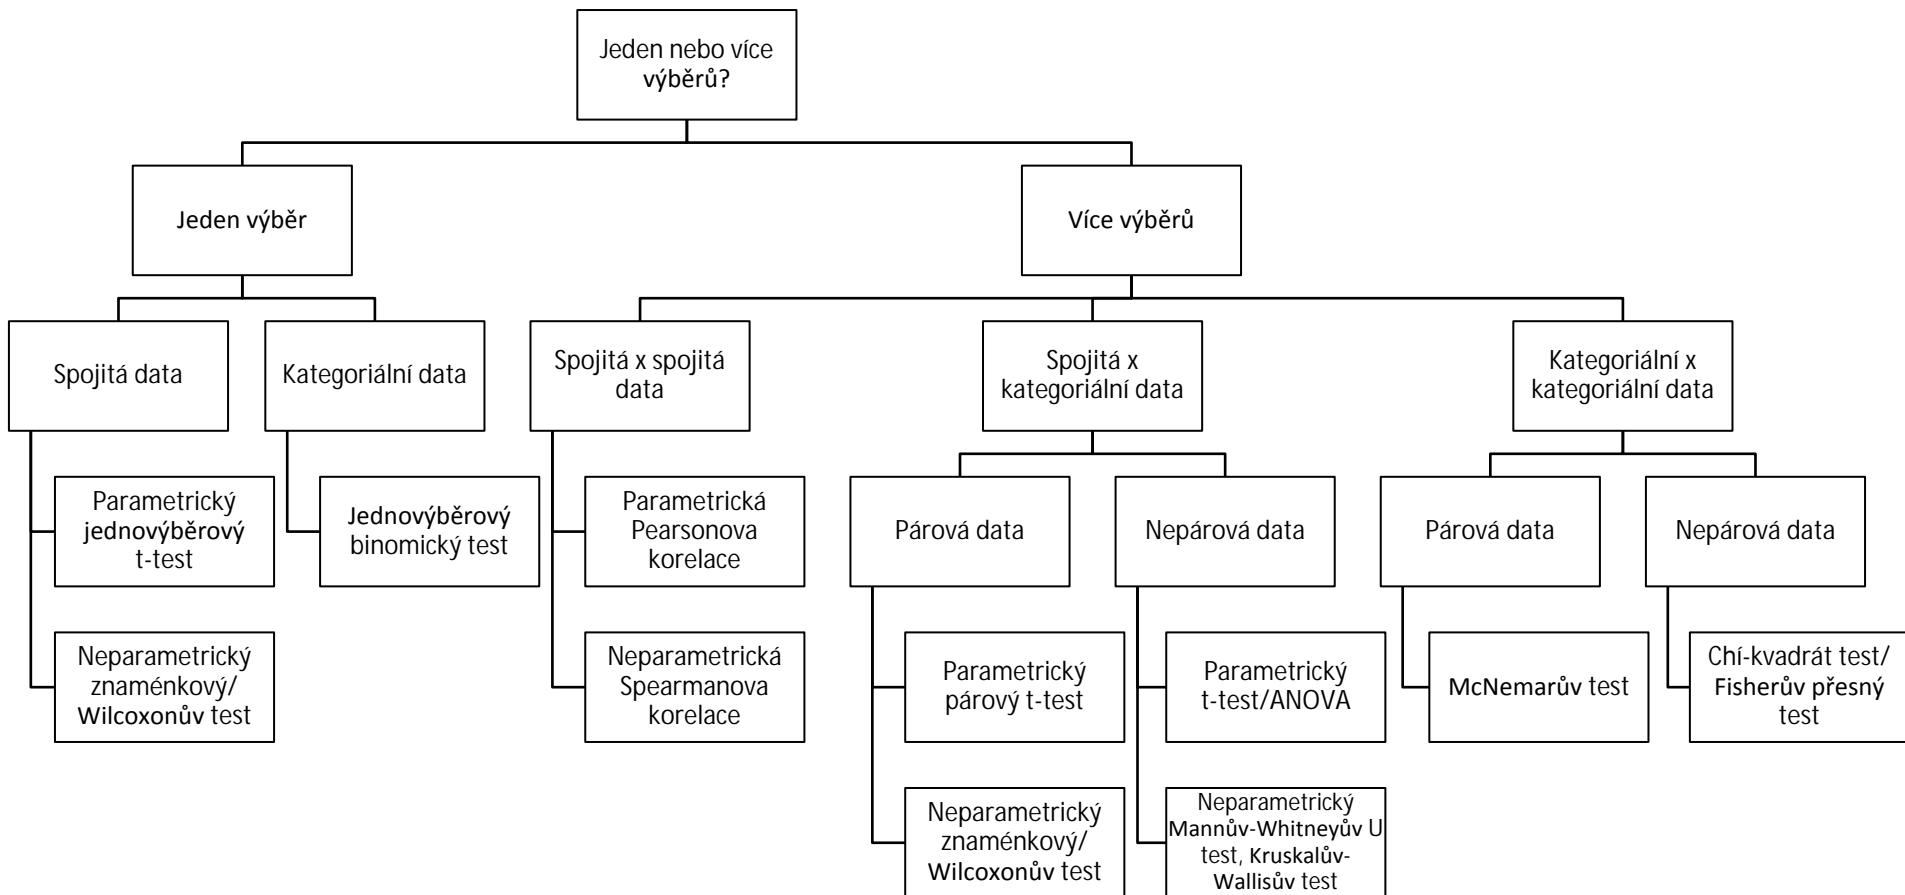 Jeden nebo více
výběrů?
Jeden výběr
Více výběrů
Spojitá data
Kategoriální data
Spojitá x spojitá
data
Spojitá x
kategoriální data
Kategoriální x
kategoriální data
Parametrický
jednovýběrový
t-test
Jednovýběrový
binomický test
Parametrická
Pearsonova
korelace
Párová data
Nepárová data
Párová data
Nepárová data
Neparametrický
znaménkový/
Wilcoxonův test
Neparametrická
Spearmanova
korelace
Parametrický
párový t-test
Parametrický
t-test/ANOVA
McNemarův test
Chí-kvadrát test/
Fisherův přesný
test
Neparametrický
znaménkový/
Wilcoxonův test
Neparametrický
Mannův-Whitneyův U
test, Kruskalův-
Wallisův test